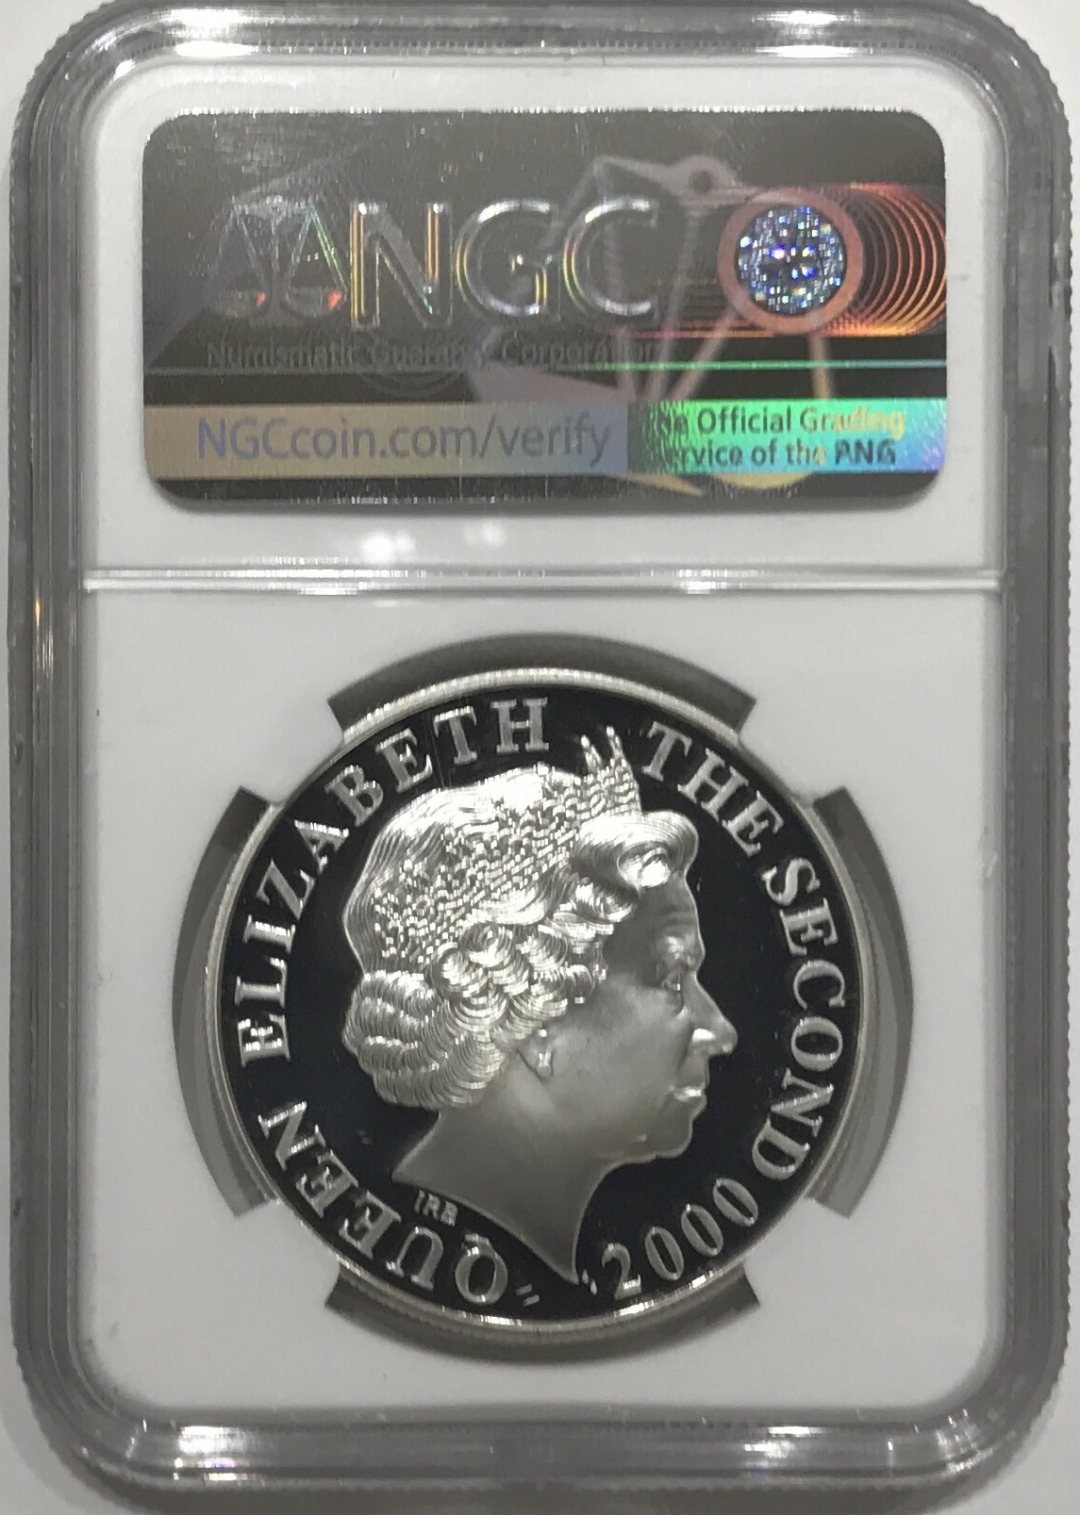 NGC
Numismatic Guaranty Corporation
NGCcoin.com/verify
The Official Grading
Service of the PNG
QUEEN ELIZABETH THE SECOND 2000
IRB